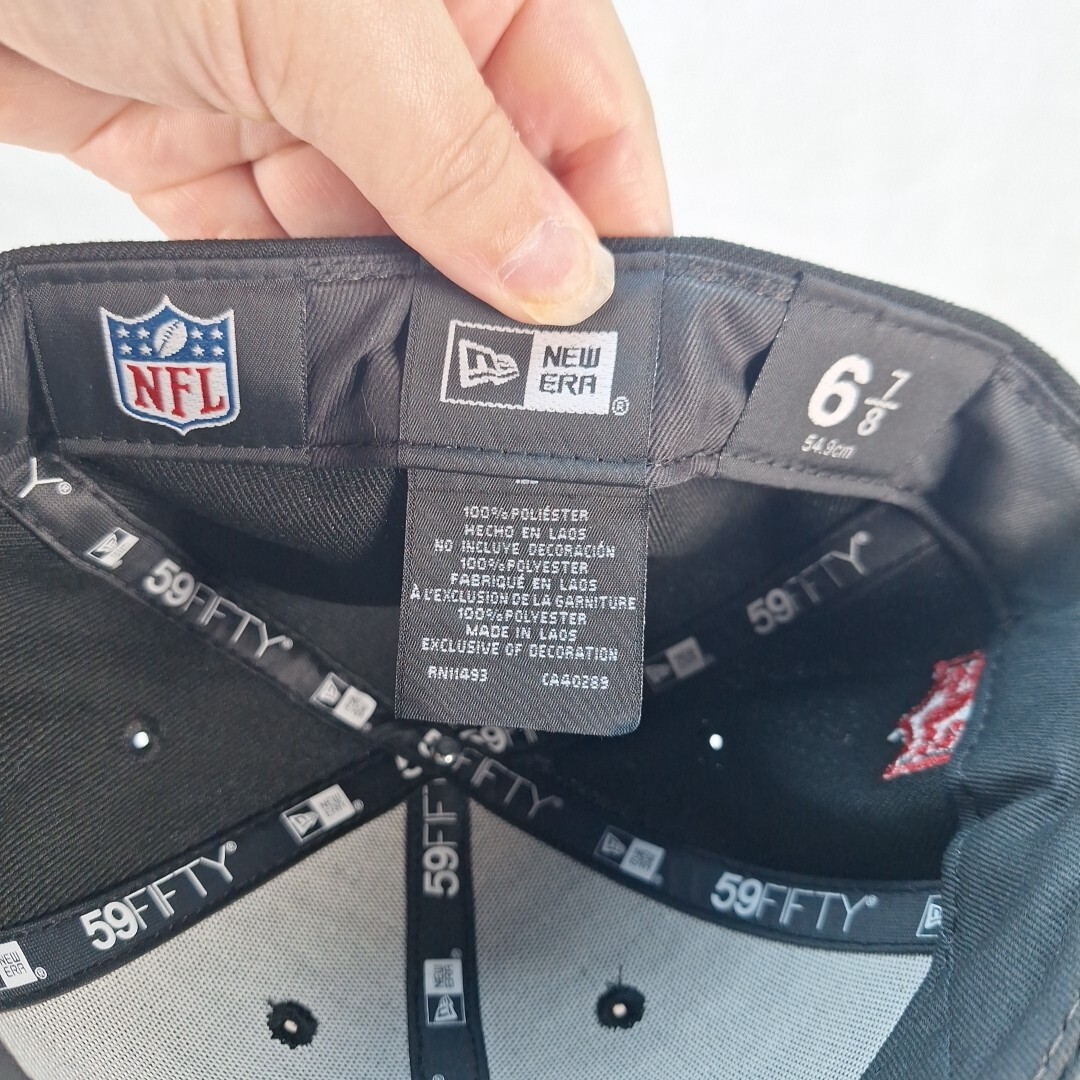 NFL
NEW
ERA
®
6 7/8
54.9cm
100% POLIÉSTER
HECHO EN LAOS
NO INCLUYE DECORACIÓN
100% POLYESTER
FABRIQUÉ EN LAOS
À L'EXCLUSION DE LA GARNITURE
100% POLYESTER
MADE IN LAOS
EXCLUSIVE OF DECORATION
RN11493 CA40289
Y®
59FIFTY®
59FIFTY
59FIFTY
59FIFTY®
59FIFTY
59FIFTY®
NEW
ERA
®
NEW
ERA